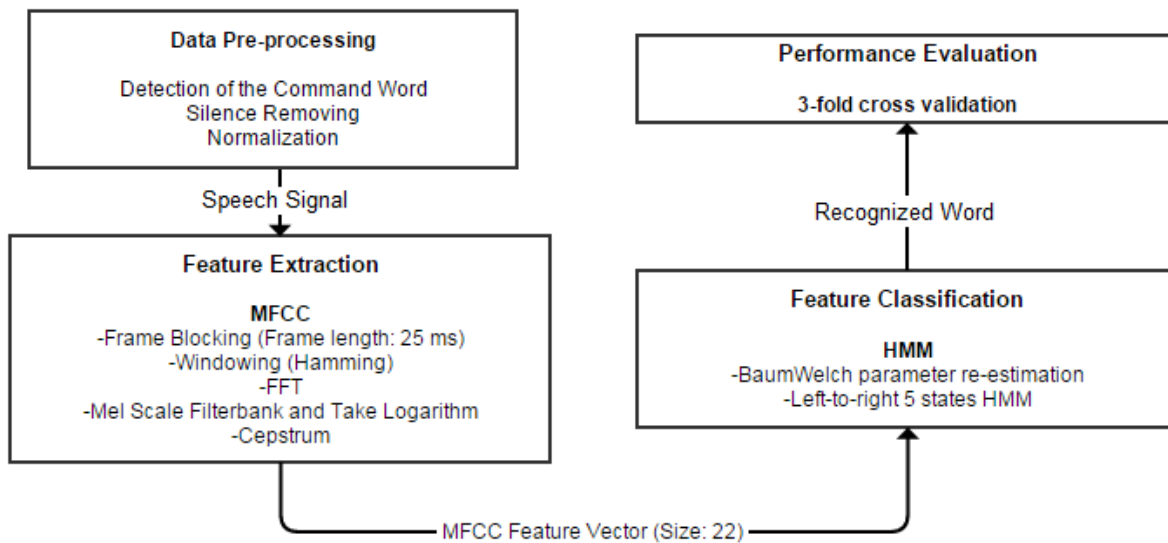 Data Pre-processing
Detection of the Command Word
Silence Removing
Normalization
Speech Signal
Feature Extraction
MFCC
-Frame Blocking (Frame length: 25 ms)
-Windowing (Hamming)
-FFT
-Mel Scale Filterbank and Take Logarithm
-Cepstrum
MFCC Feature Vector (Size: 22)
Feature Classification
HMM
-BaumWelch parameter re-estimation
-Left-to-right 5 states HMM
Recognized Word
Performance Evaluation
3-fold cross validation